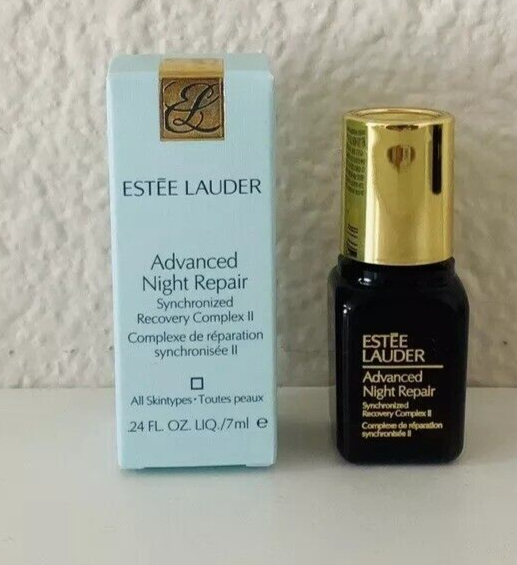 EL
ESTĒE LAUDER
Advanced
Night Repair
Synchronized
Recovery Complex II
Complexe de réparation
synchronisée II
All Skintypes • Toutes peaux
.24 FL. OZ. LIQ./7ml e
ESTĒE
LAUDER
Advanced
Night Repair
Synchronized
Recovery Complex II
Complexe de réparation
synchronisée II